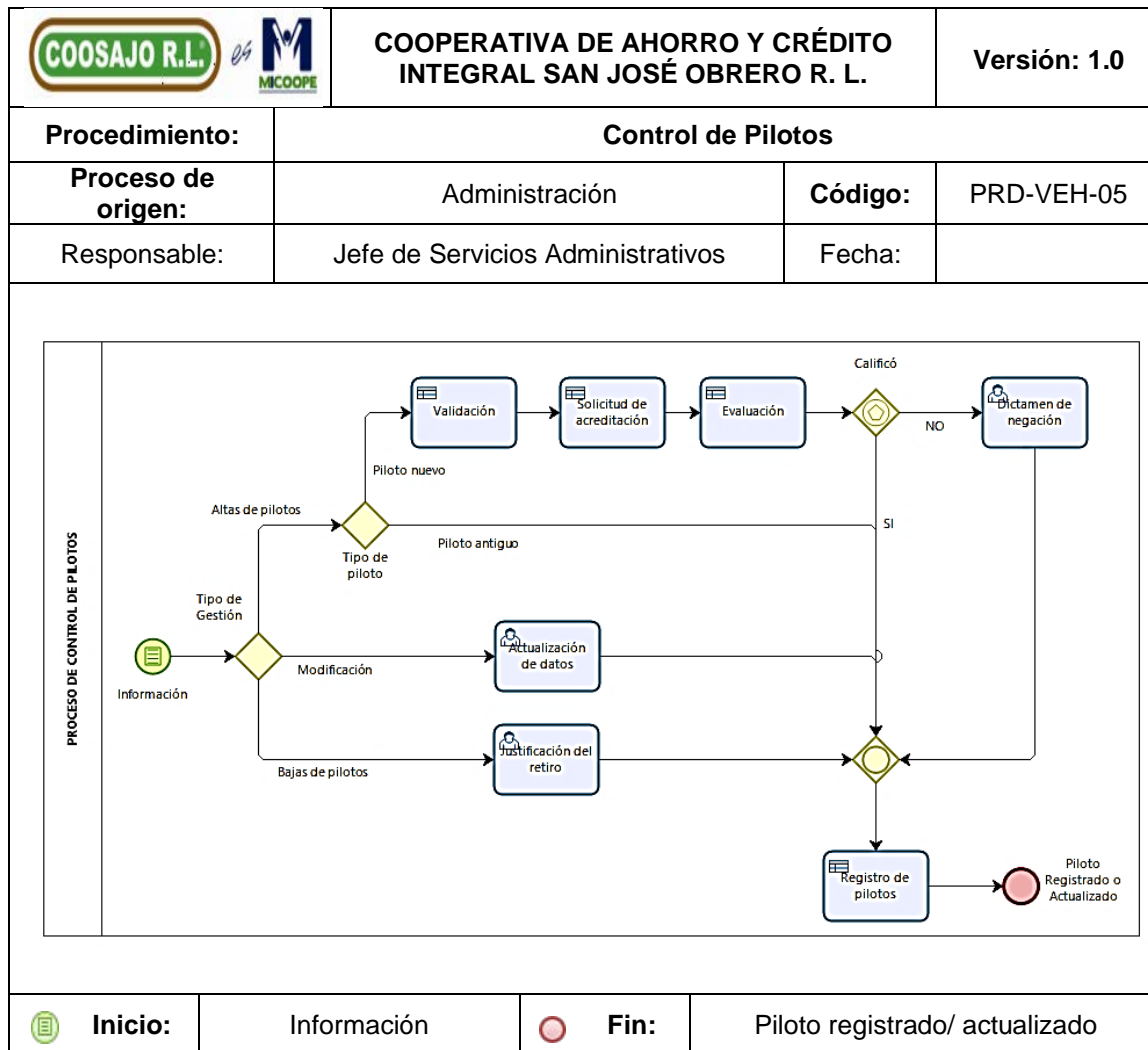 COOSAJO R.L.® es MICOOPE
COOPERATIVA DE AHORRO Y CRÉDITO
INTEGRAL SAN JOSÉ OBRERO R. L.
Versión: 1.0
Procedimiento:
Control de Pilotos
Proceso de
origen:
Administración
Código:
PRD-VEH-05
Responsable:
Jefe de Servicios Administrativos
Fecha:
PROCESO DE CONTROL DE PILOTOS
Calificó
Validación
Solicitud de
acreditación
Evaluación
Dictamen de
negación
NO
Piloto nuevo
Altas de pilotos
SI
Piloto antiguo
Tipo de
piloto
Tipo de
Gestión
Actualización
de datos
Modificación
Información
Justificación del
retiro
Bajas de pilotos
Registro de
pilotos
Piloto
Registrado o
Actualizado
Inicio:
Información
Fin:
Piloto registrado/ actualizado